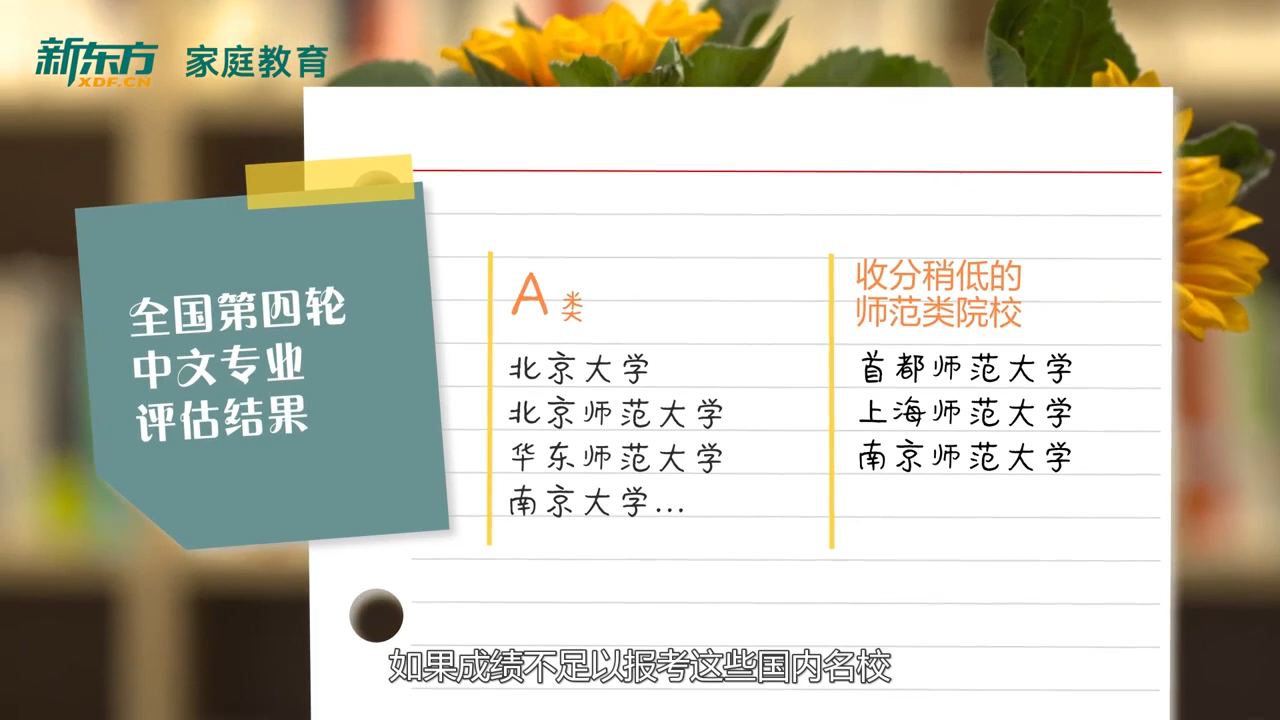 新东方 家庭教育
XDF.CN
全国第四轮
中文专业
评估结果
A类
北京大学
北京师范大学
华东师范大学
南京大学...
收分稍低的
师范类院校
首都师范大学
上海师范大学
南京师范大学
如果成绩不足以报考这些国内名校